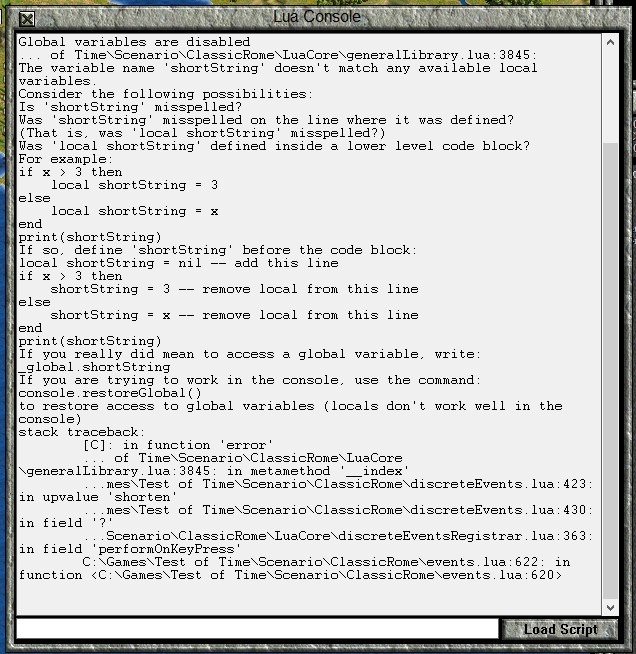 Lua Console
Global variables are disabled
... of Time\Scenario\ClassicRome\LuaCore\generalLibrary.lua:3845:
The variable name 'shortString' doesn't match any available local
variables.
Consider the following possibilities:
Is 'shortString' misspelled?
Was 'shortString' misspelled on the line where it was defined?
(That is, was 'local shortString' misspelled?)
Was 'local shortString' defined inside a lower level code block?
For example:
if x > 3 then
    local shortString = 3
else
    local shortString = x
end
print(shortString)
If so, define 'shortString' before the code block:
local shortString = nil -- add this line
if x > 3 then
    shortString = 3 -- remove local from this line
else
    shortString = x -- remove local from this line
end
print(shortString)
If you really did mean to access a global variable, write:
_global.shortString
If you are trying to work in the console, use the command:
console.restoreGlobal()
to restore access to global variables (locals don't work well in the
console)
stack traceback:
        [C]: in function 'error'
        ... of Time\Scenario\ClassicRome\LuaCore
\generalLibrary.lua:3845: in metamethod '__index'
        ...mes\Test of Time\Scenario\ClassicRome\discreteEvents.lua:423:
in upvalue 'shorten'
        ...mes\Test of Time\Scenario\ClassicRome\discreteEvents.lua:430:
in field '?'
        ...Scenario\ClassicRome\LuaCore\discreteEventsRegistrar.lua:363:
in field 'performOnKeyPress'
        C:\Games\Test of Time\Scenario\ClassicRome\events.lua:622: in
function <C:\Games\Test of Time\Scenario\ClassicRome\events.lua:620>
Load Script